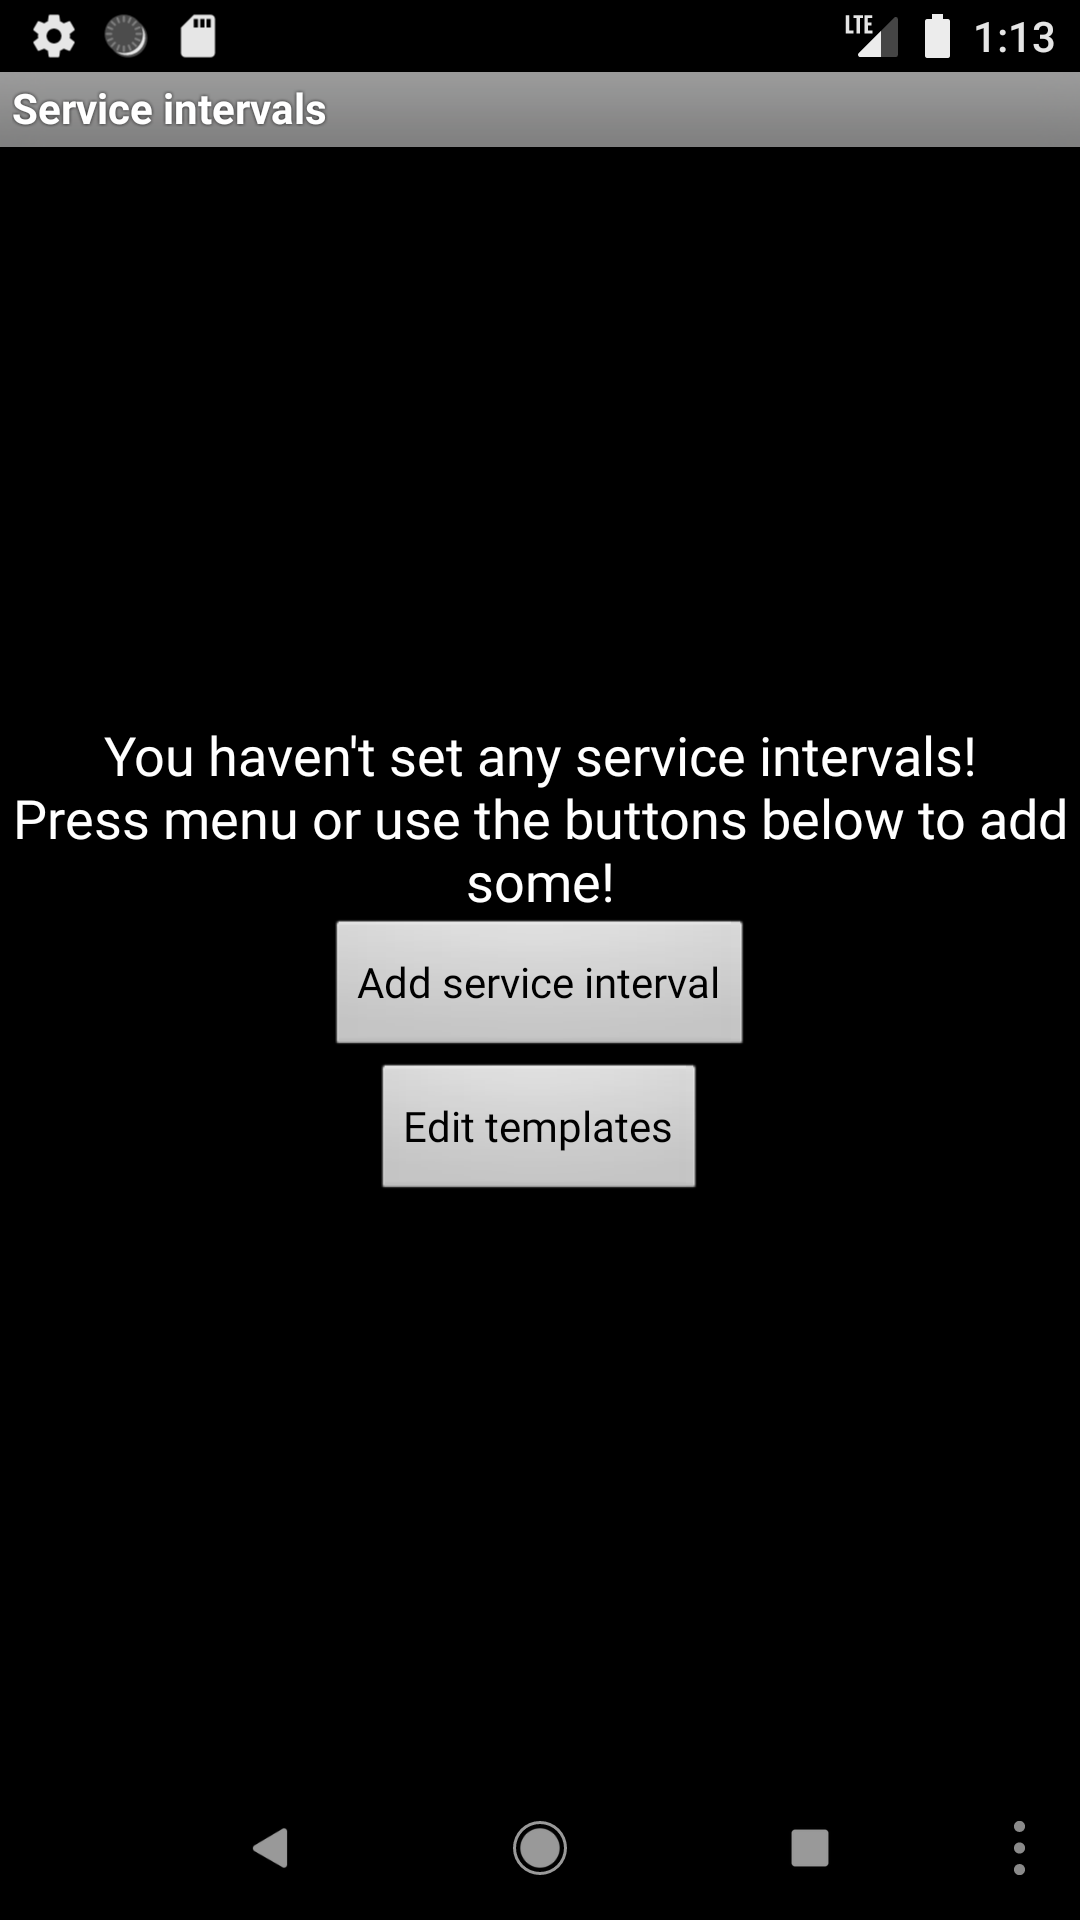 LTE 1:13
Service intervals
You haven't set any service intervals!
Press menu or use the buttons below to add
some!
Add service interval
Edit templates